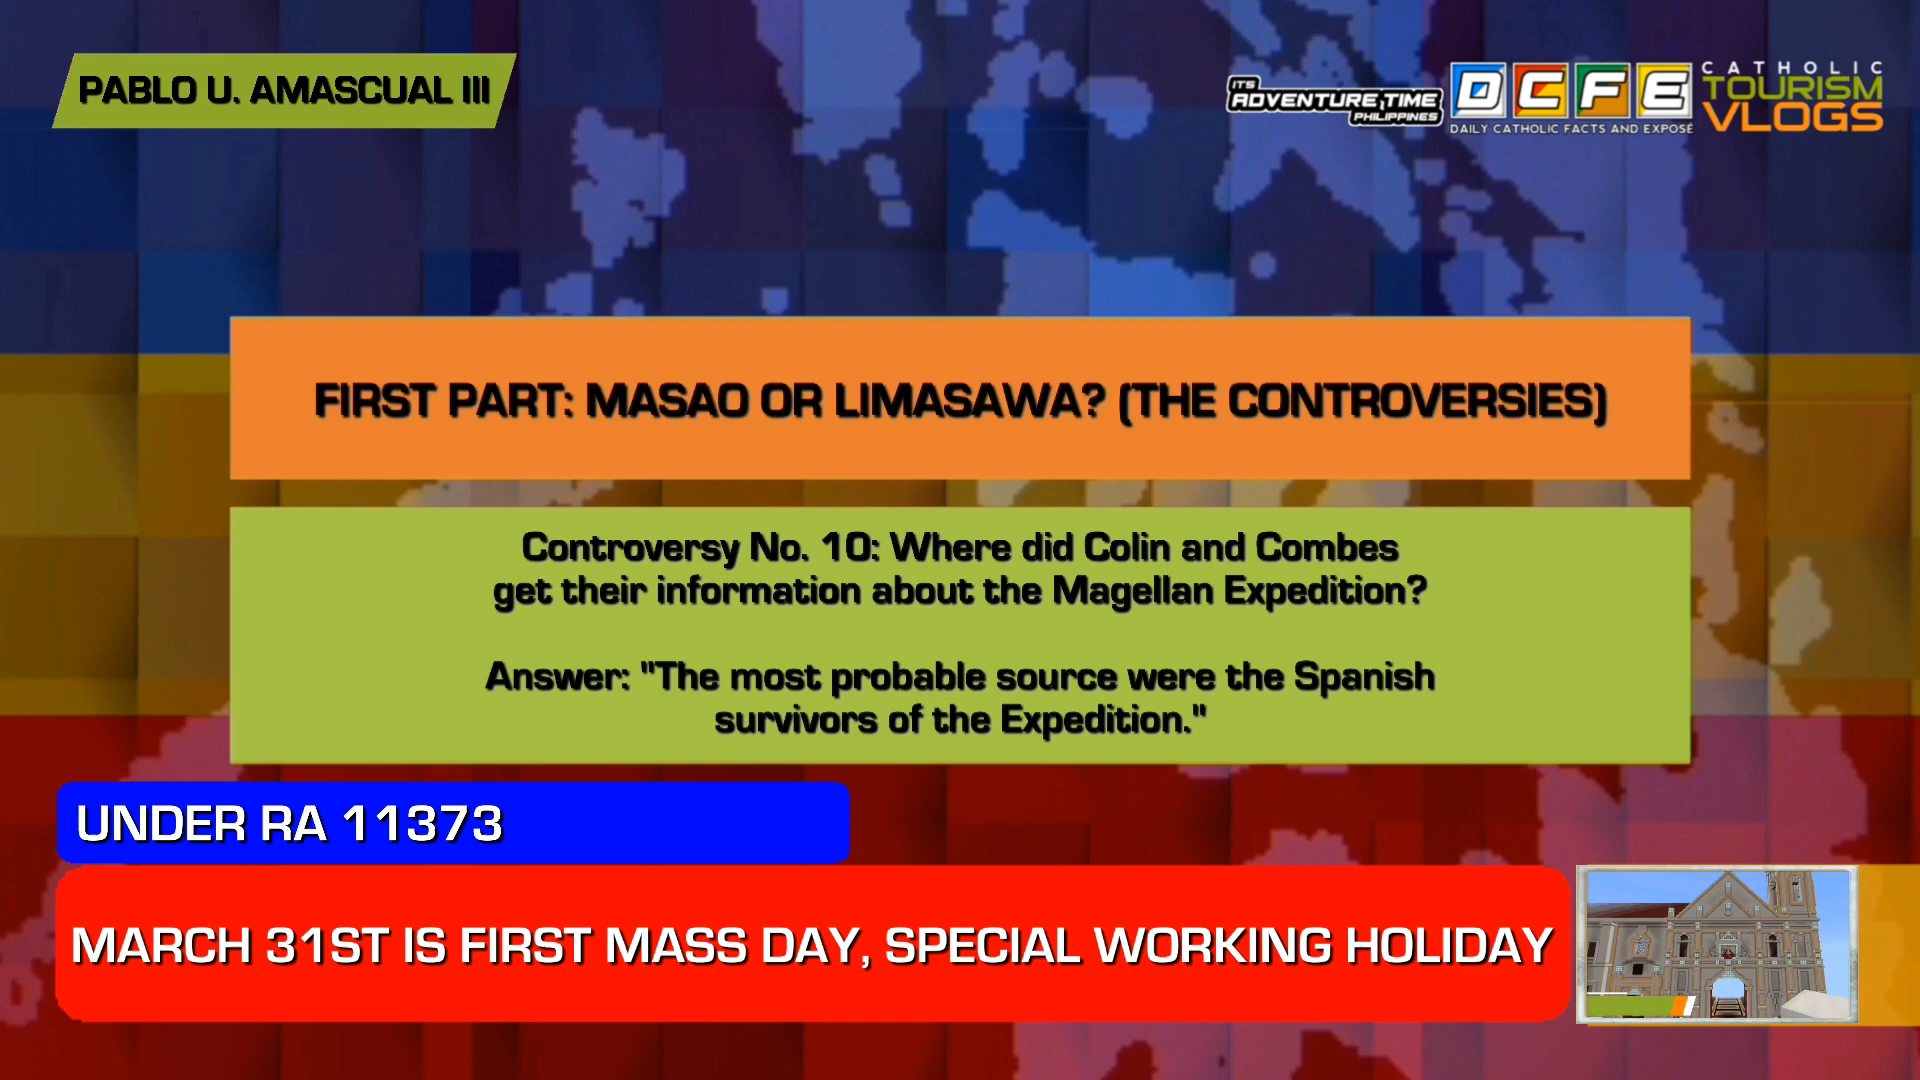 PABLO U. AMASCUAL III
ITS
ADVENTURE TIME
PHILIPPINES
DCFE
DAILY CATHOLIC FACTS AND EXPOSÉ
CATHOLIC
TOURISM
VLOGS
FIRST PART: MASAO OR LIMASAWA? (THE CONTROVERSIES)
Controversy No. 10: Where did Colin and Combes
get their information about the Magellan Expedition?
Answer: "The most probable source were the Spanish
survivors of the Expedition."
UNDER RA 11373
MARCH 31ST IS FIRST MASS DAY, SPECIAL WORKING HOLIDAY